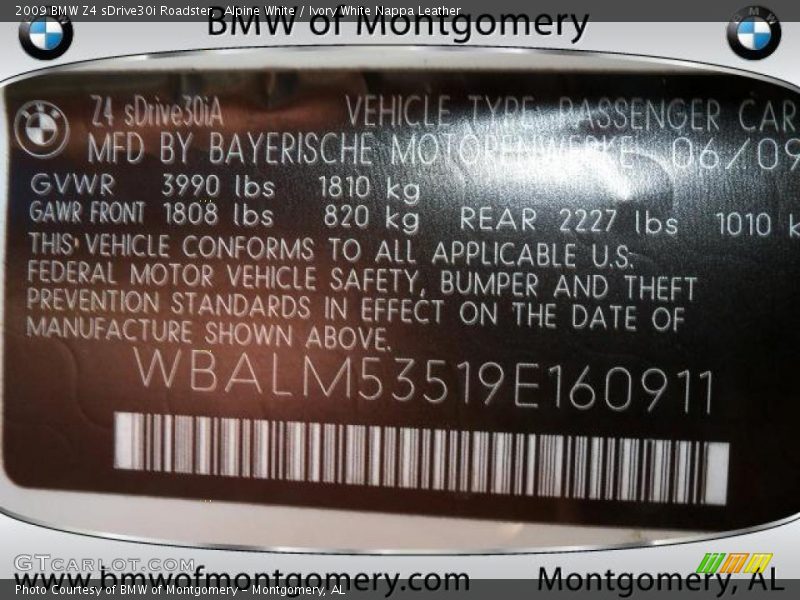 2009 BMW Z4 sDrive30i Roadster, Alpine White / Ivory White Nappa Leather
BMW of Montgomery
Z4 sDrive30iA VEHICLE TYPE: PASSENGER CAR
MFD BY BAYERISCHE MOTORENWERKE 06/09
GVWR 3990 lbs 1810 kg
GAWR FRONT 1808 lbs 820 kg REAR 2227 lbs 1010 k
THIS VEHICLE CONFORMS TO ALL APPLICABLE U.S.
FEDERAL MOTOR VEHICLE SAFETY, BUMPER AND THEFT
PREVENTION STANDARDS IN EFFECT ON THE DATE OF
MANUFACTURE SHOWN ABOVE.
WBALM53519E160911
GTcarlot.com
www.bmwofmontgomery.com Montgomery, AL
Photo Courtesy of BMW of Montgomery - Montgomery, AL